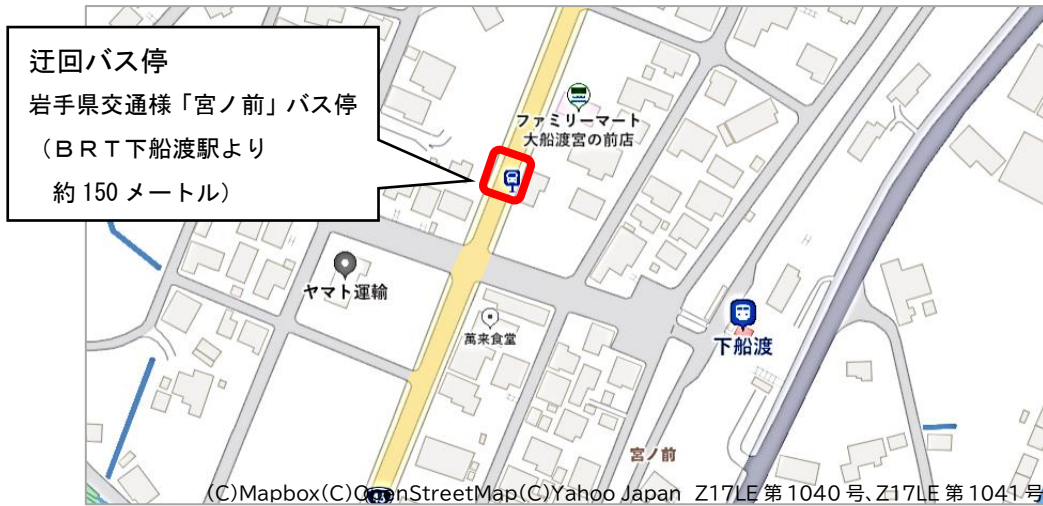 迂回バス停
岩手県交通様「宮ノ前」バス停
（ＢＲＴ下船渡駅より
約 150 メートル）
ファミリーマート
大船渡宮の前店
ヤマト運輸
萬来食堂
下船渡
宮ノ前
(C)Mapbox(C)OpenStreetMap(C)Yahoo Japan Z17LE 第 1040 号、Z17LE 第 1041 号